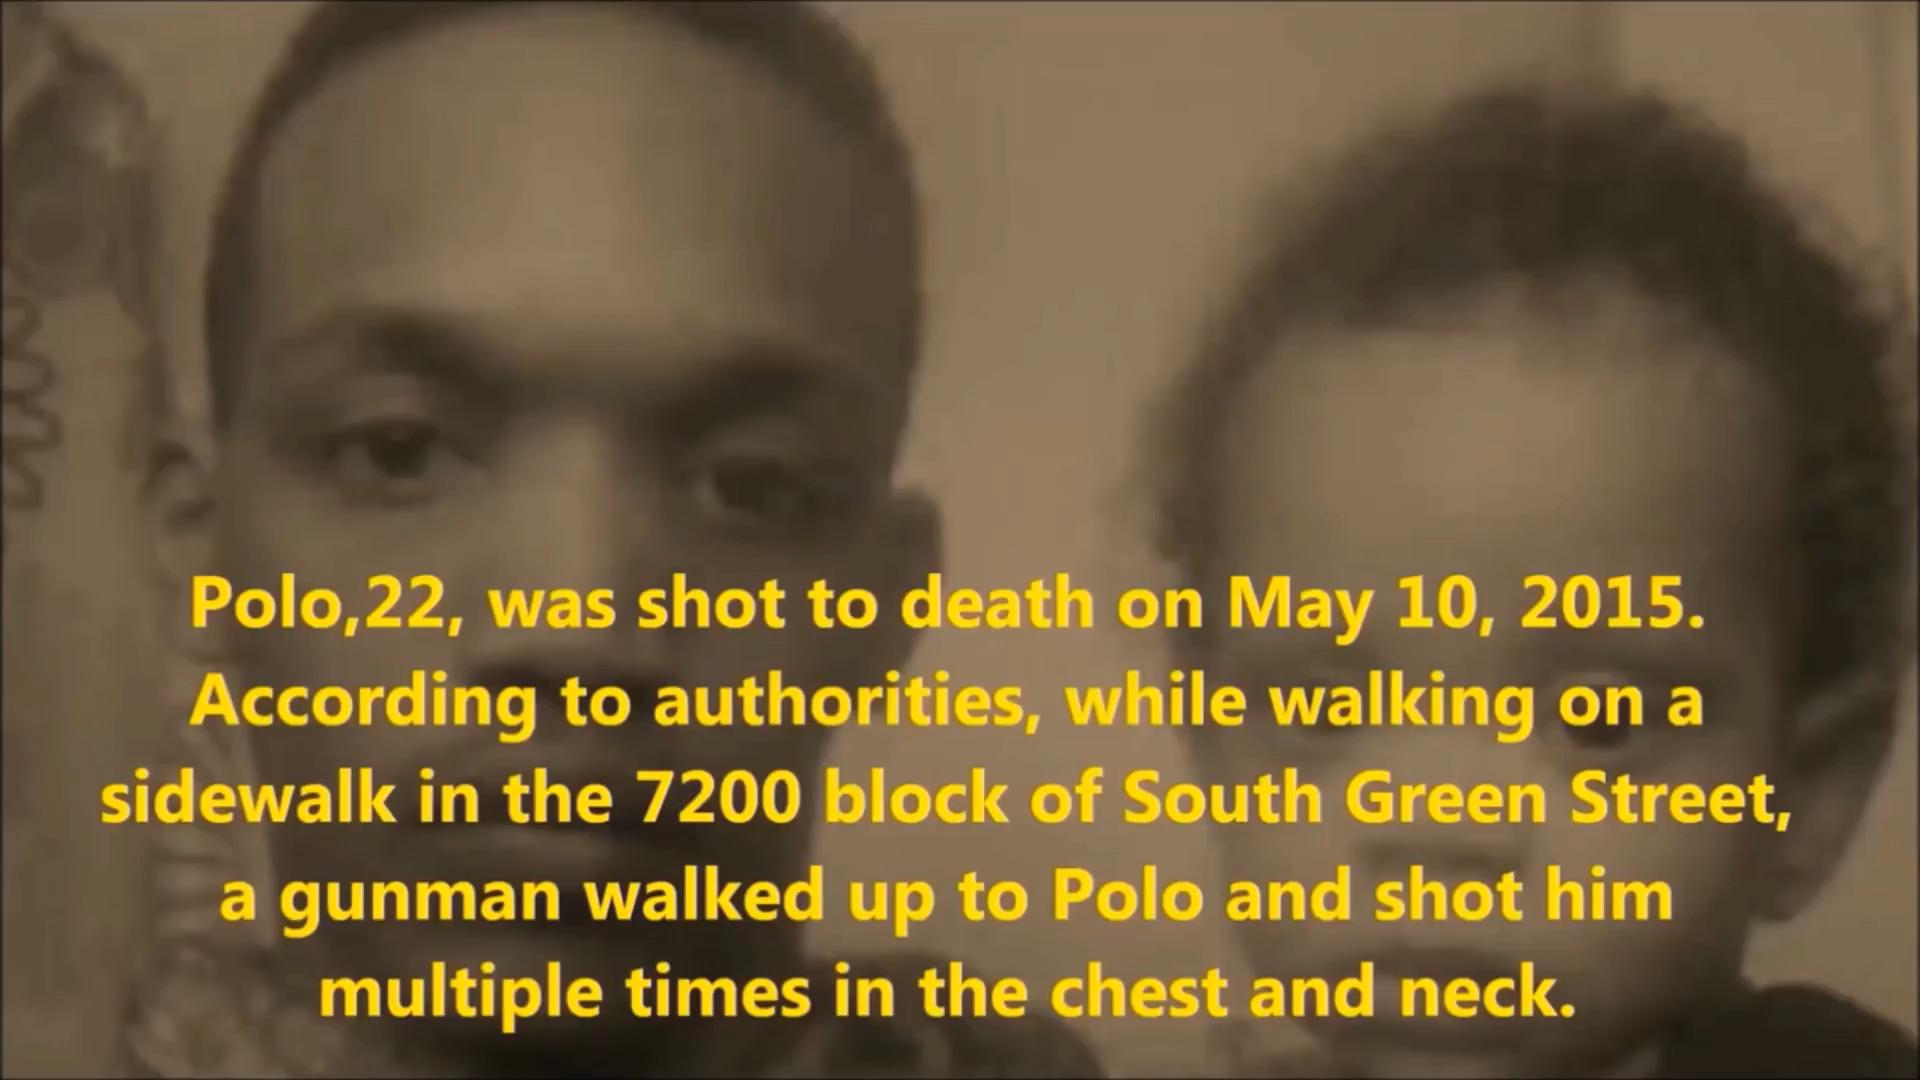 Polo,22, was shot to death on May 10, 2015.
According to authorities, while walking on a
sidewalk in the 7200 block of South Green Street,
a gunman walked up to Polo and shot him
multiple times in the chest and neck.